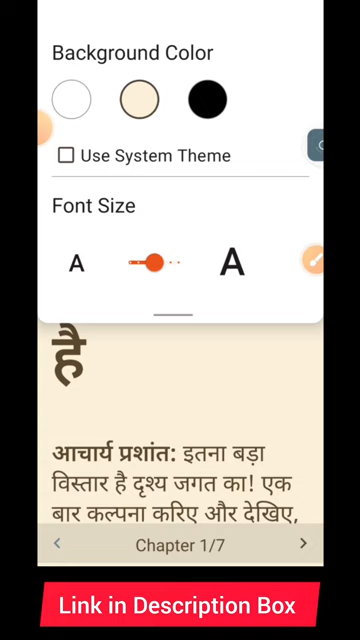 Background Color
Use System Theme
Font Size
A A
है
आचार्य प्रशांत: इतना बड़ा
विस्तार है दृश्य जगत का! एक
बार कल्पना करिए और देखिए,
< Chapter 1/7 >
Link in Description Box